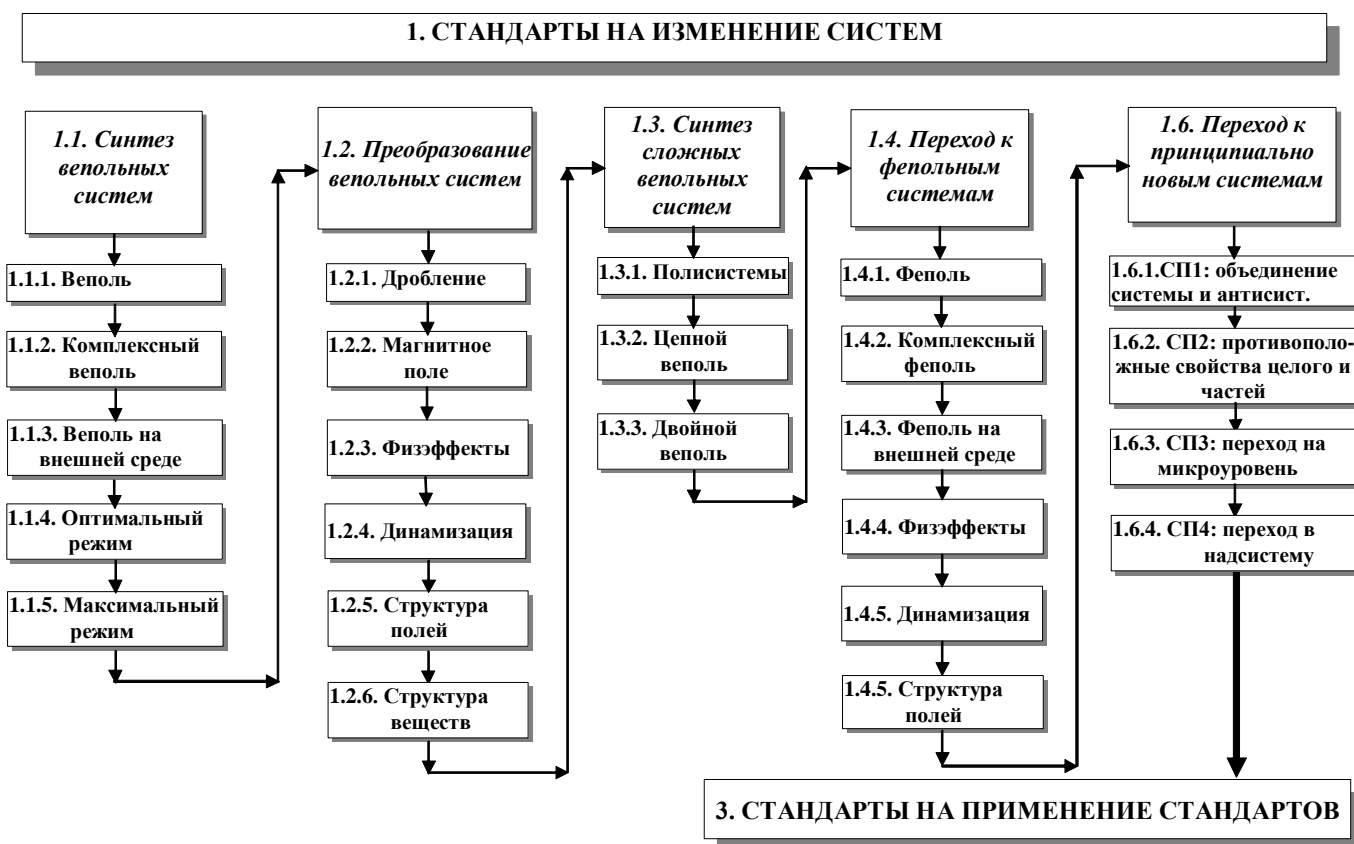 1. СТАНДАРТЫ НА ИЗМЕНЕНИЕ СИСТЕМ
1.1. Синтез
вепольных
систем
1.1.1. Веполь
1.1.2. Комплексный
веполь
1.1.3. Веполь на
внешней среде
1.1.4. Оптимальный
режим
1.1.5. Максимальный
режим
1.2. Преобразование
вепольных систем
1.2.1. Дробление
1.2.2. Магнитное
поле
1.2.3. Физэффекты
1.2.4. Динамизация
1.2.5. Структура
полей
1.2.6. Структура
веществ
1.3. Синтез
сложных
вепольных
систем
1.3.1. Полисистемы
1.3.2. Цепной
веполь
1.3.3. Двойной
веполь
1.4. Переход к
фепольным
системам
1.4.1. Феполь
1.4.2. Комплексный
феполь
1.4.3. Феполь на
внешней среде
1.4.4. Физэффекты
1.4.5. Динамизация
1.4.5. Структура
полей
1.6. Переход к
принципиально
новым системам
1.6.1.СП1: объединение
системы и антисист.
1.6.2. СП2: противополо-
жные свойства целого и
частей
1.6.3. СП3: переход на
микроуровень
1.6.4. СП4: переход в
надсистему
3. СТАНДАРТЫ НА ПРИМЕНЕНИЕ СТАНДАРТОВ